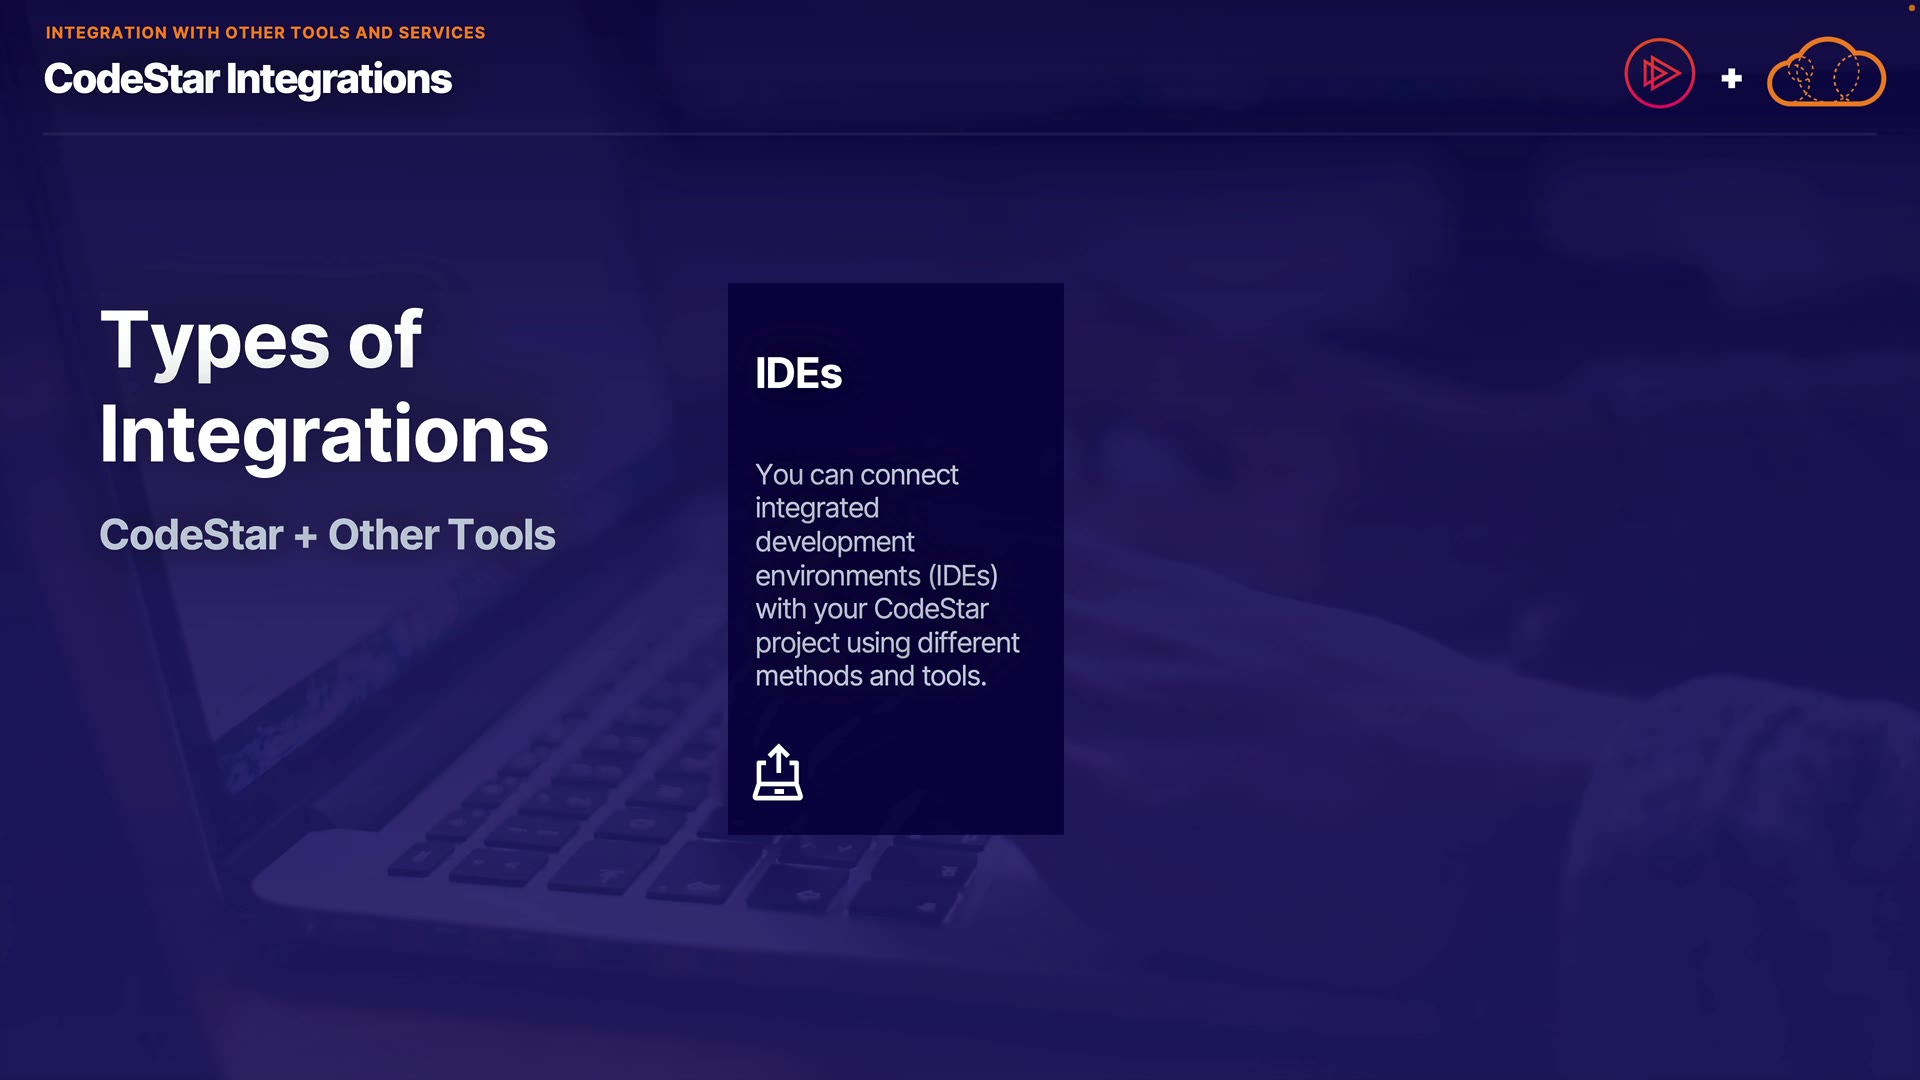 INTEGRATION WITH OTHER TOOLS AND SERVICES
CodeStar Integrations
+
Types of
Integrations
CodeStar + Other Tools
IDEs
You can connect
integrated
development
environments (IDEs)
with your CodeStar
project using different
methods and tools.